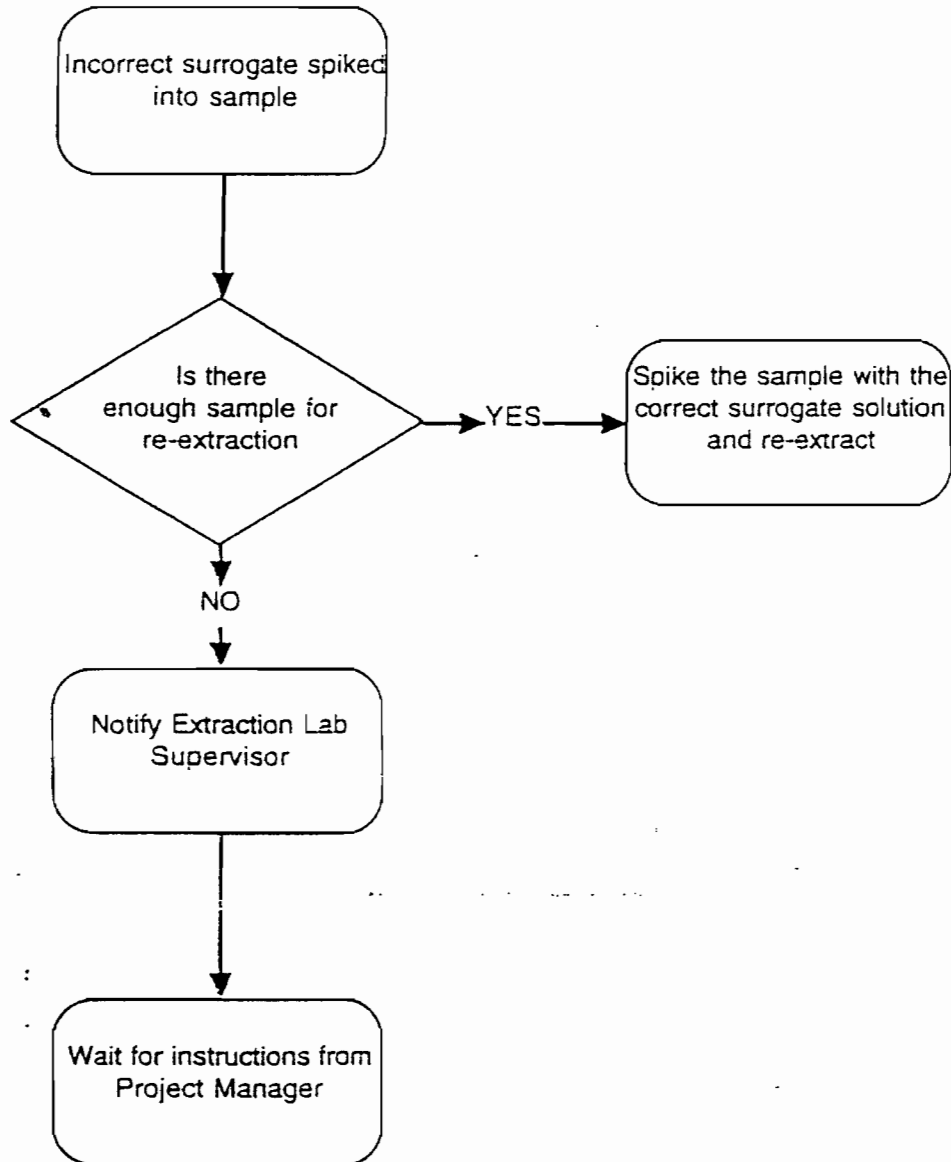 Incorrect surrogate spiked
into sample
Is there
enough sample for
re-extraction
YES
Spike the sample with the
correct surrogate solution
and re-extract
NO
Notify Extraction Lab
Supervisor
Wait for instructions from
Project Manager